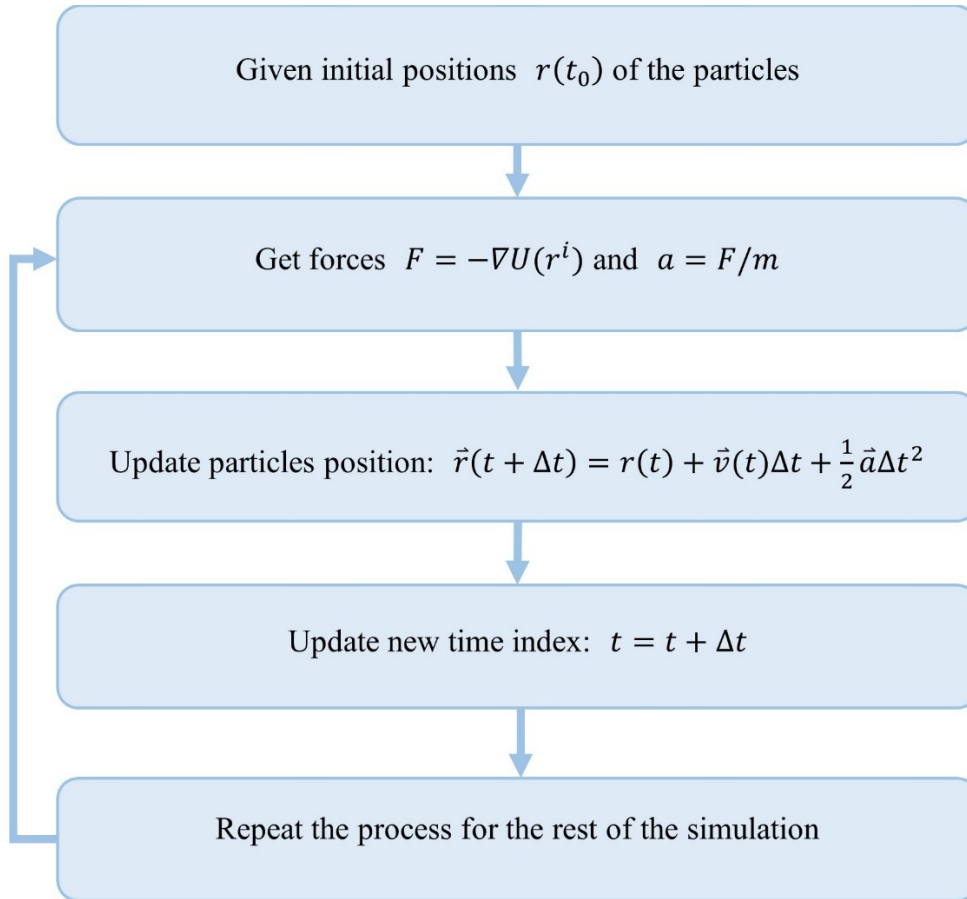 Given initial positions r(t₀) of the particles
Get forces F = −∇U(rⁱ) and a = F/m
Update particles position: r⃗(t + Δt) = r(t) + v⃗(t)Δt + ½a⃗Δt²
Update new time index: t = t + Δt
Repeat the process for the rest of the simulation